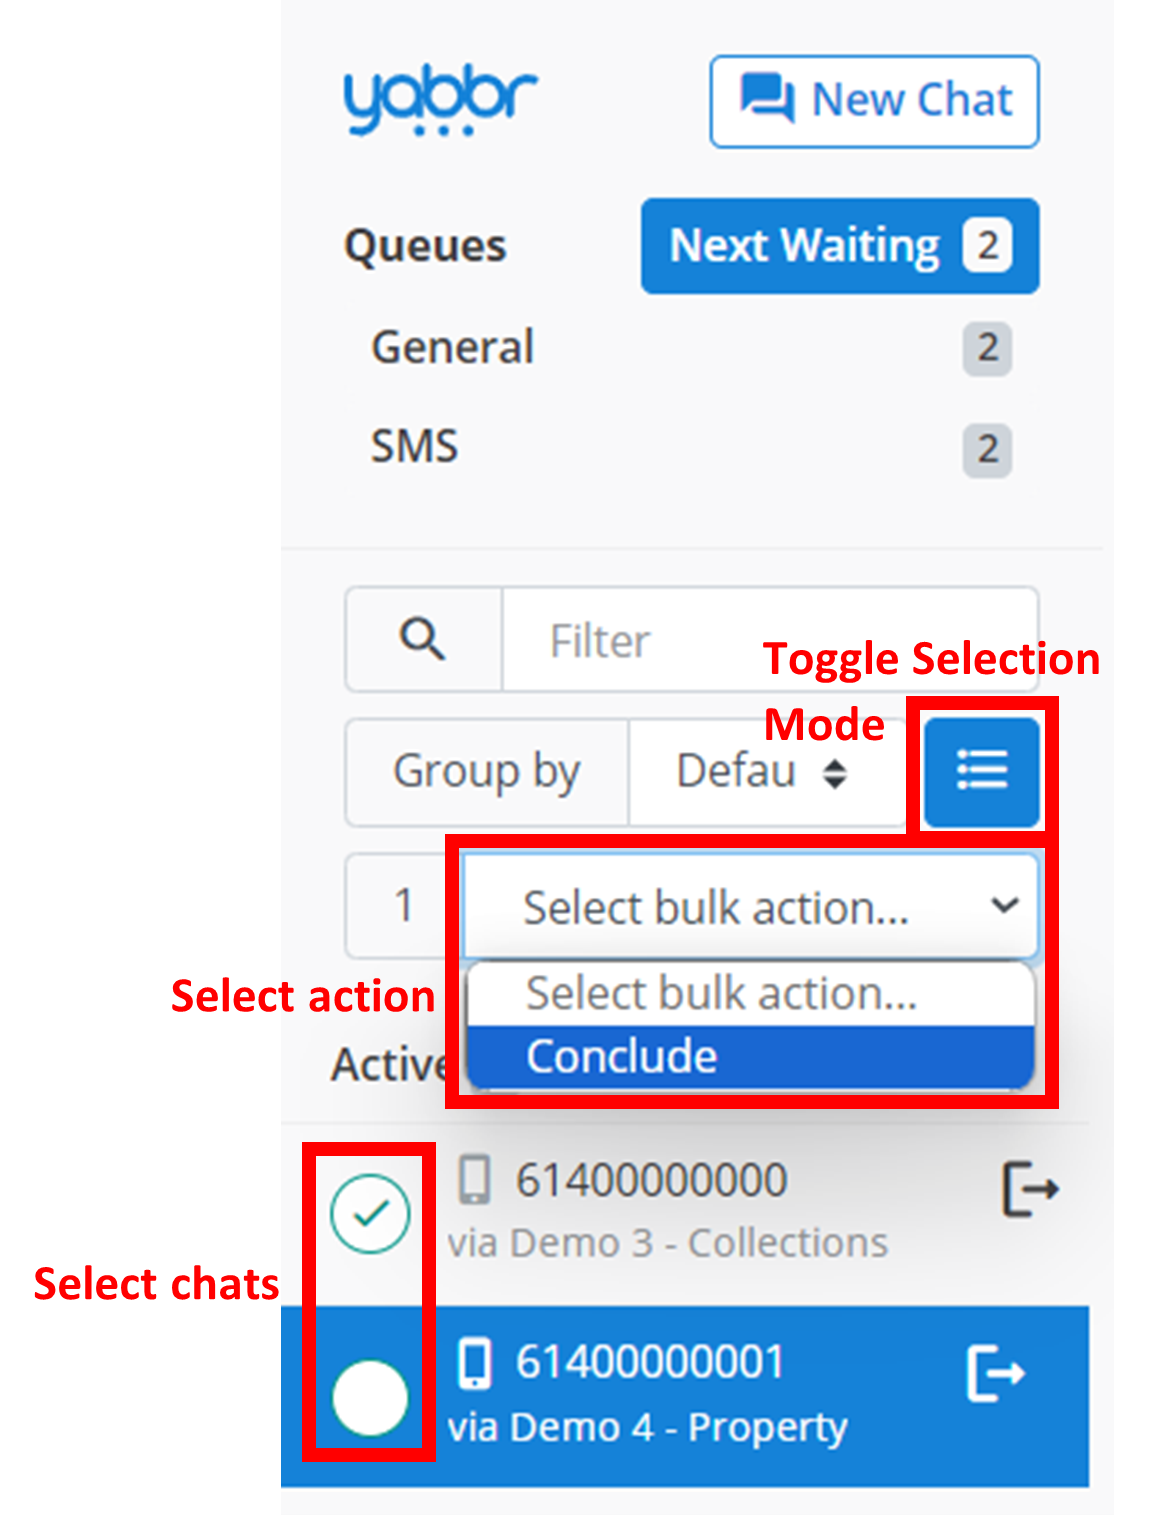 yabbr
New Chat
Queues
Next Waiting 2
General 2
SMS 2
Filter
Toggle Selection
Mode
Group by Defau
1 Select bulk action...
Select bulk action...
Select action
Conclude
Active
61400000000
via Demo 3 - Collections
Select chats
61400000001
via Demo 4 - Property